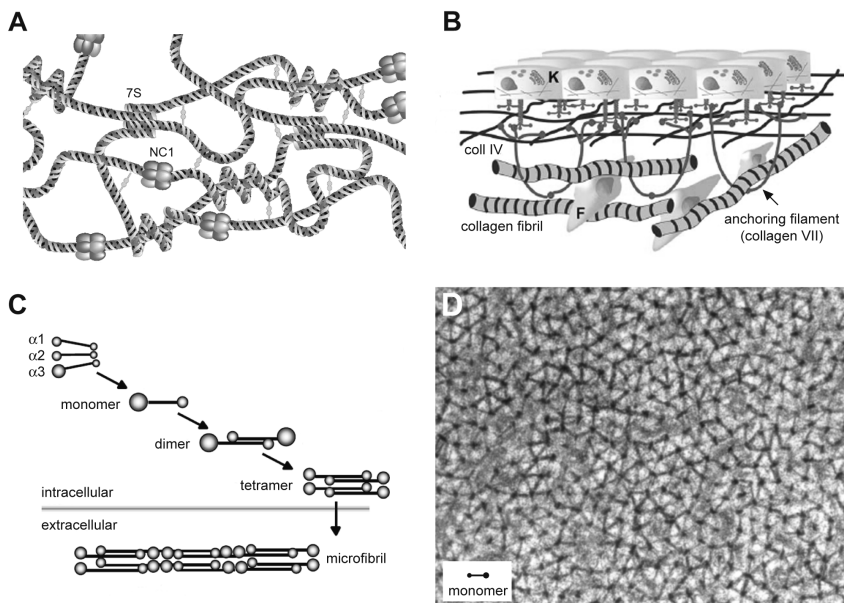 A
7S
NC1
B
K
coll IV
F
collagen fibril
anchoring filament
(collagen VII)
C
α1
α2
α3
monomer
dimer
tetramer
intracellular
extracellular
microfibril
D
monomer